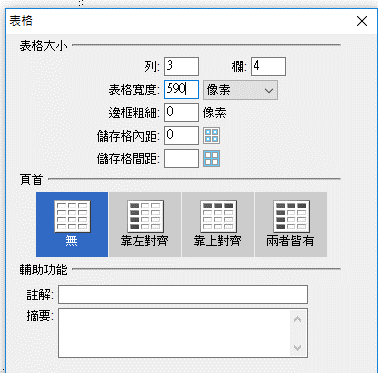 表格
表格大小
列: 3 欄: 4
表格寬度: 590 像素
邊框粗細: 0 像素
儲存格內距: 0
儲存格間距:
頁首
無 靠左對齊 靠上對齊 兩者皆有
輔助功能
註解:
摘要: